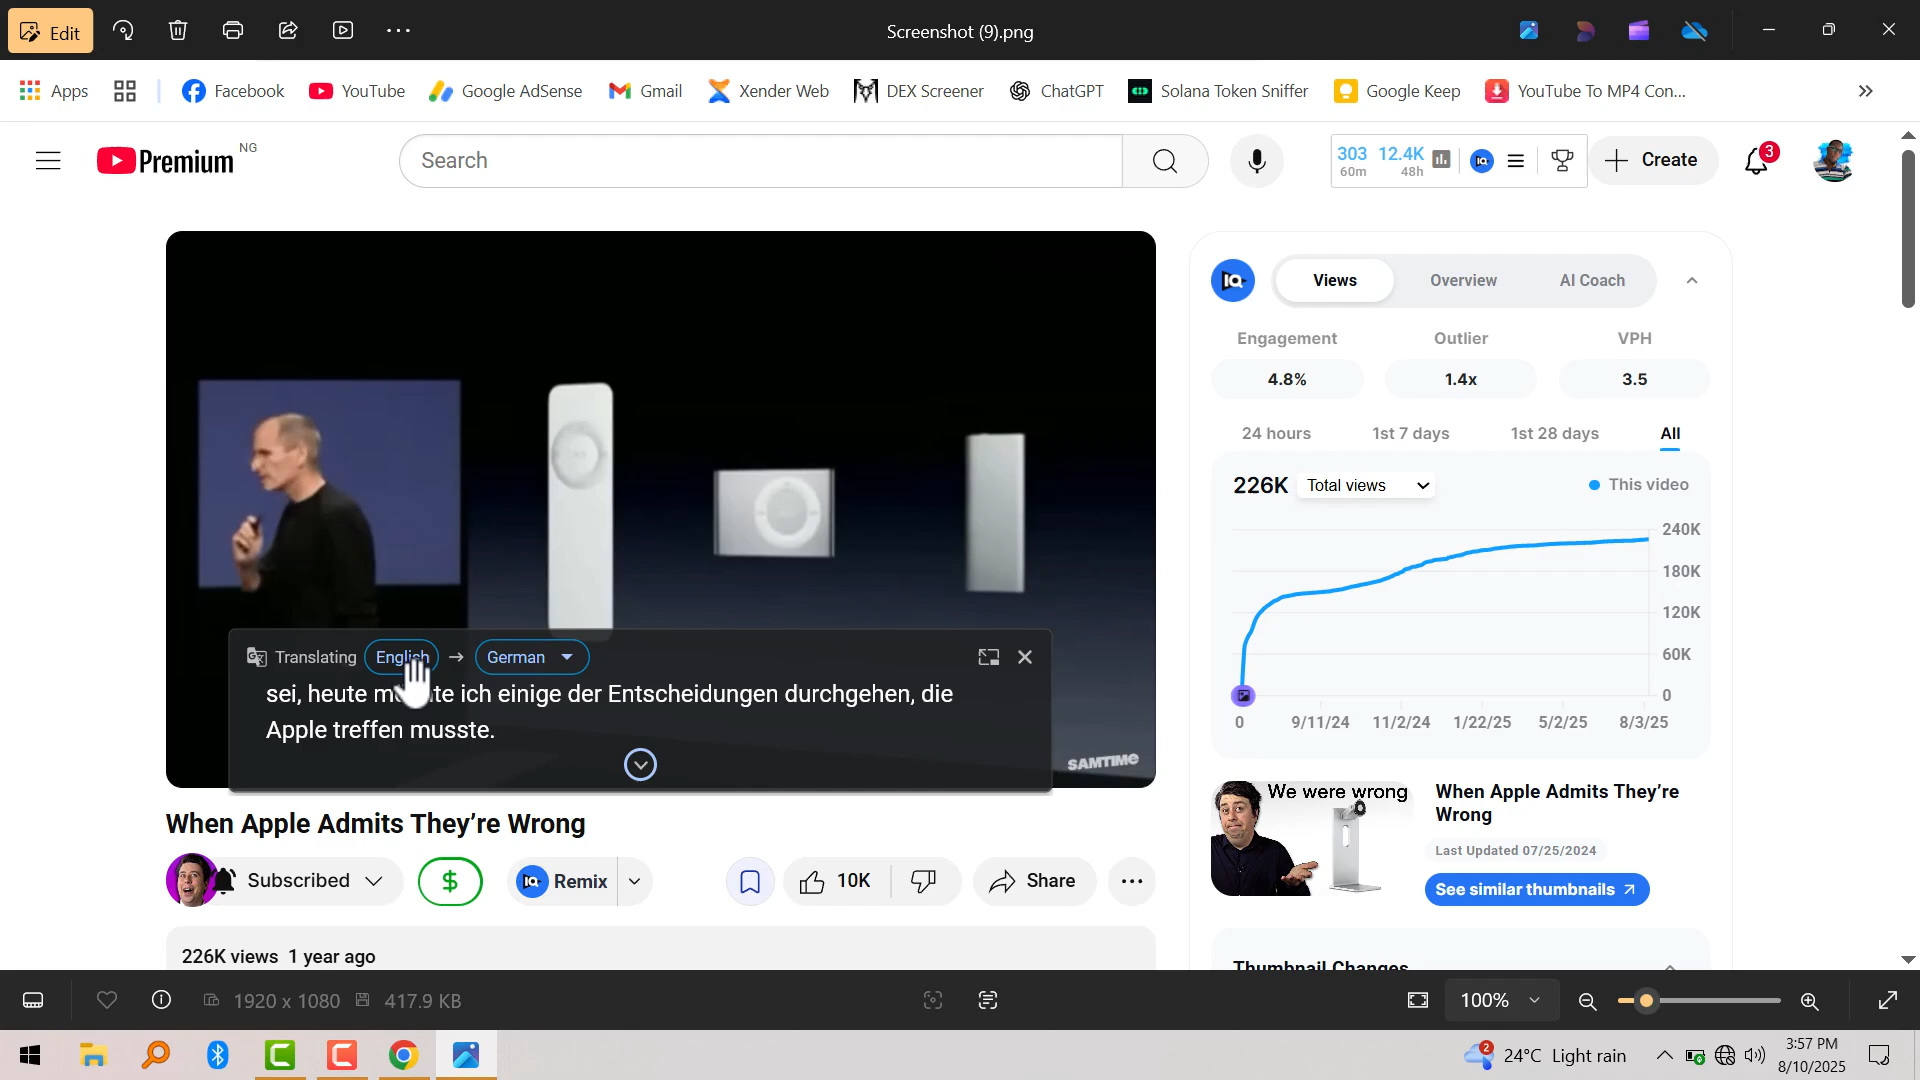 Edit
Screenshot (9).png
Apps
Facebook
YouTube
Google AdSense
Gmail
Xender Web
DEX Screener
ChatGPT
Solana Token Sniffer
Google Keep
YouTube To MP4 Con...
Premium NG
Search
303 12.4K
60m 48h
Create
3
Views
Overview
AI Coach
Engagement
Outlier
VPH
4.8%
1.4x
3.5
24 hours
1st 7 days
1st 28 days
All
226K
Total views
This video
240K
180K
120K
60K
0
0
9/11/24
11/2/24
1/22/25
5/2/25
8/3/25
Translating English → German
sei, heute ich einige der Entscheidungen durchgehen, die
Apple treffen musste.
SAMTIME
When Apple Admits They’re Wrong
Subscribed
$
Remix
10K
Share
226K views 1 year ago
We were wrong
When Apple Admits They’re
Wrong
Last Updated 07/25/2024
See similar thumbnails
Thumbnail Changes
1920 x 1080
417.9 KB
100%
2
24°C Light rain
3:57 PM
8/10/2025